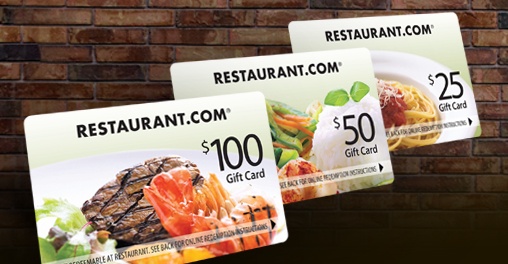 RESTAURANT.COM®
$100
Gift Card
REDEEMABLE AT RESTAURANT. SEE BACK FOR ONLINE REDEMPTION INSTRUCTIONS
RESTAURANT.COM®
$50
Gift Card
SEE BACK FOR ONLINE REDEMPTION INSTRUCTIONS
RESTAURANT.COM®
$25
Gift Card
BACK FOR ONLINE REDEMPTION INSTRUCTIONS